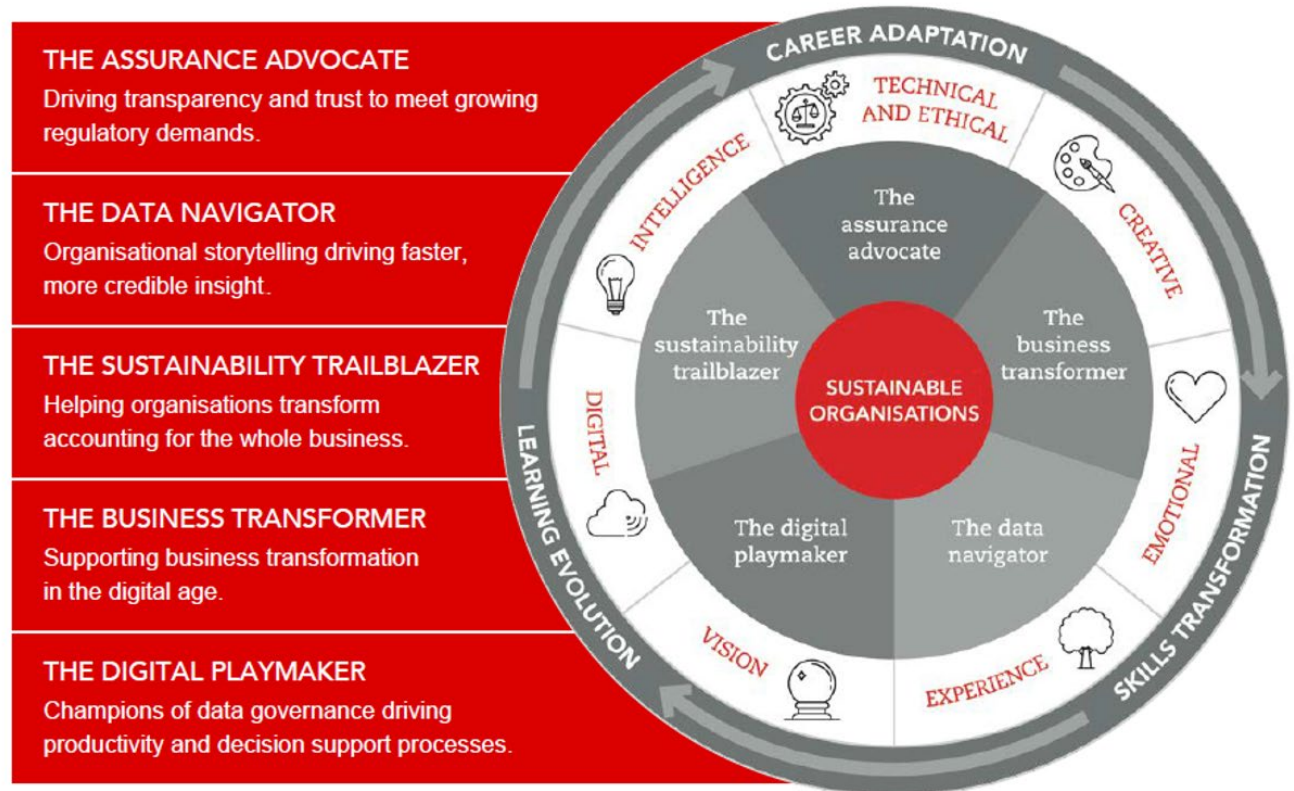 THE ASSURANCE ADVOCATE
Driving transparency and trust to meet growing
regulatory demands.
THE DATA NAVIGATOR
Organisational storytelling driving faster,
more credible insight.
THE SUSTAINABILITY TRAILBLAZER
Helping organisations transform
accounting for the whole business.
THE BUSINESS TRANSFORMER
Supporting business transformation
in the digital age.
THE DIGITAL PLAYMAKER
Champions of data governance driving
productivity and decision support processes.
CAREER ADAPTATION
SKILLS TRANSFORMATION
LEARNING EVOLUTION
TECHNICAL
AND ETHICAL
CREATIVE
EMOTIONAL
EXPERIENCE
VISION
DIGITAL
INTELLIGENCE
The
assurance
advocate
The
business
transformer
The data
navigator
The digital
playmaker
The
sustainability
trailblazer
SUSTAINABLE
ORGANISATIONS